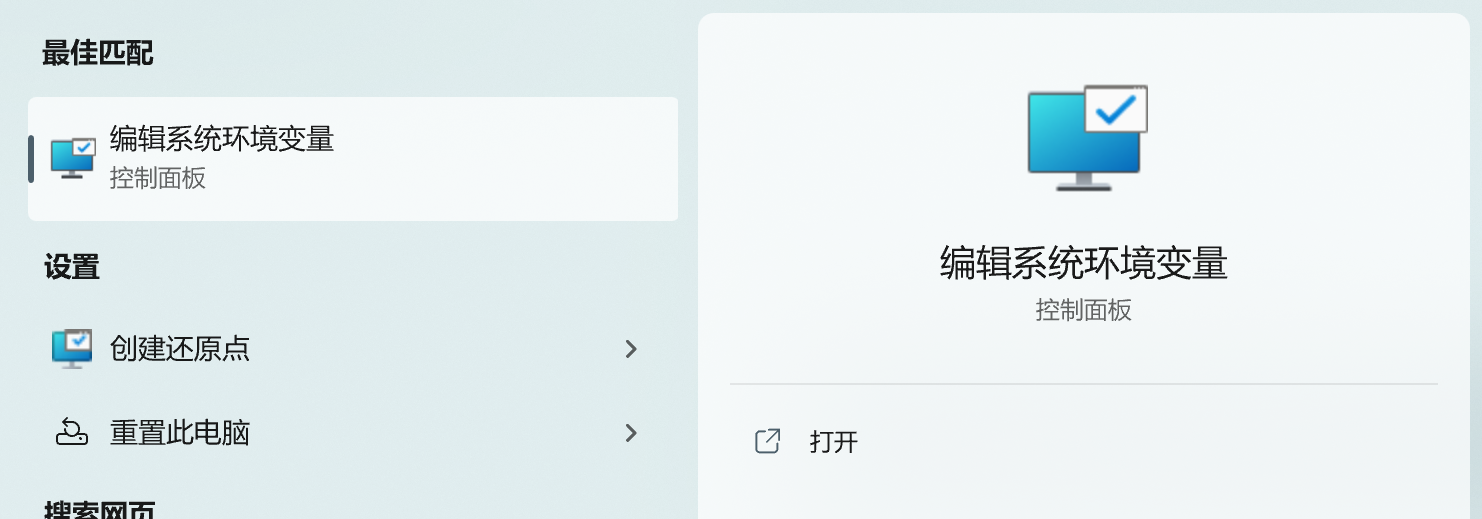 最佳匹配
编辑系统环境变量
控制面板
设置
创建还原点
重置此电脑
搜索网页
编辑系统环境变量
控制面板
打开